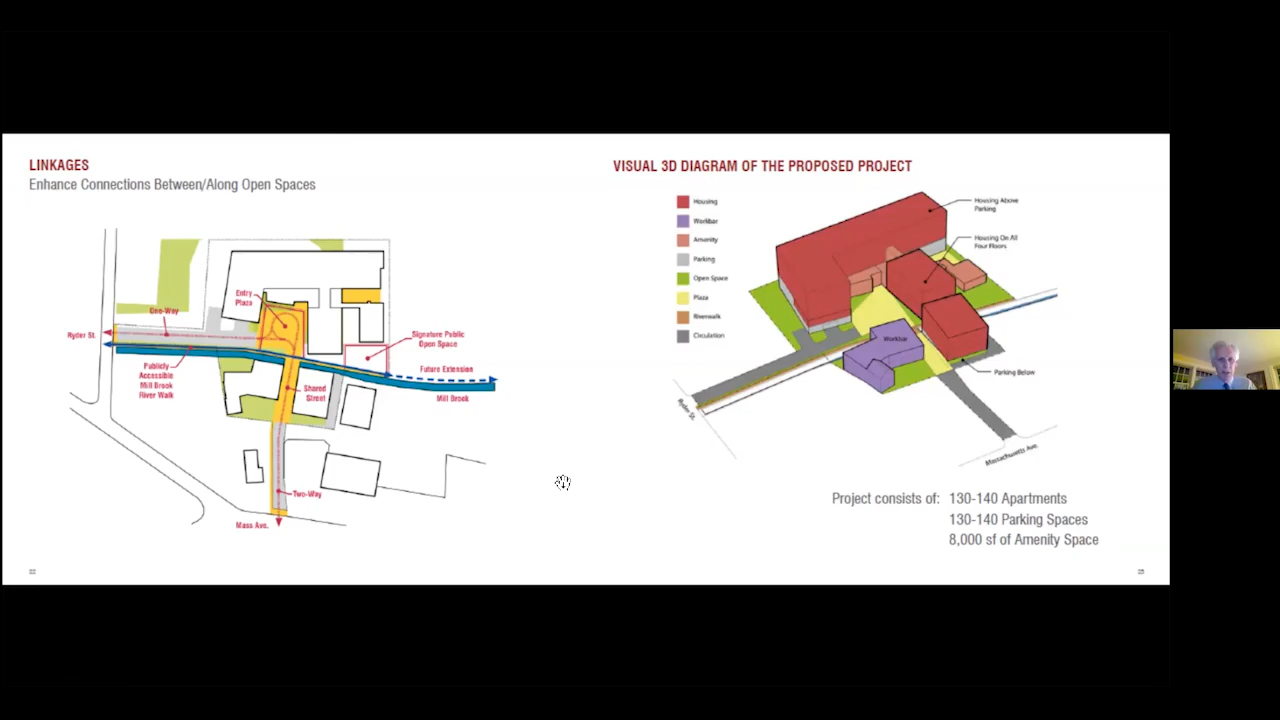 LINKAGES
Enhance Connections Between/Along Open Spaces
One-Way
Entry
Plaza
Ryder St.
Signature Public
Open Space
Publicly
Accessible
Mill Brook
River Walk
Future Extension
Shared
Street
Mill Brook
Two-Way
Mass Ave.
22
VISUAL 3D DIAGRAM OF THE PROPOSED PROJECT
Housing
Workbar
Amenity
Parking
Open Space
Plaza
Riverwalk
Circulation
Housing Above
Parking
Housing On All
Four Floors
Workbar
Parking Below
Ryder St.
Massachusetts Ave.
Project consists of: 130-140 Apartments
130-140 Parking Spaces
8,000 sf of Amenity Space